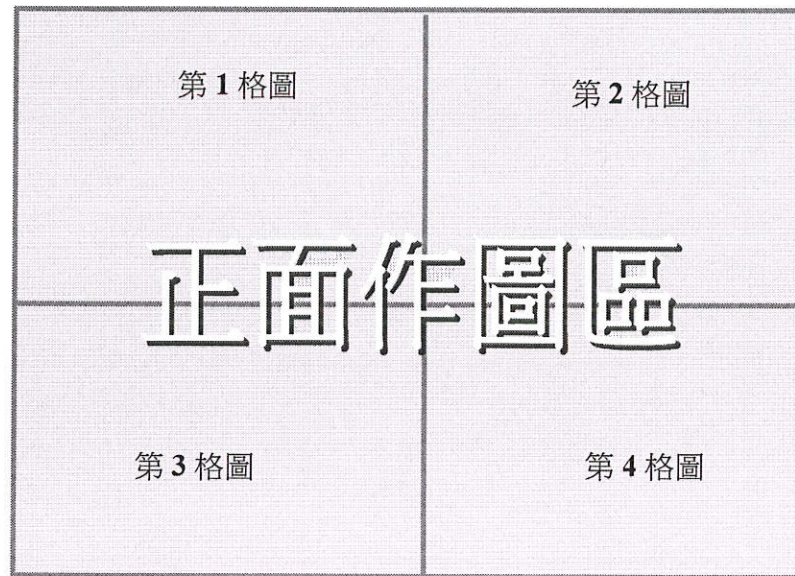 第 1 格圖
第 2 格圖
正面作圖區
第 3 格圖
第 4 格圖